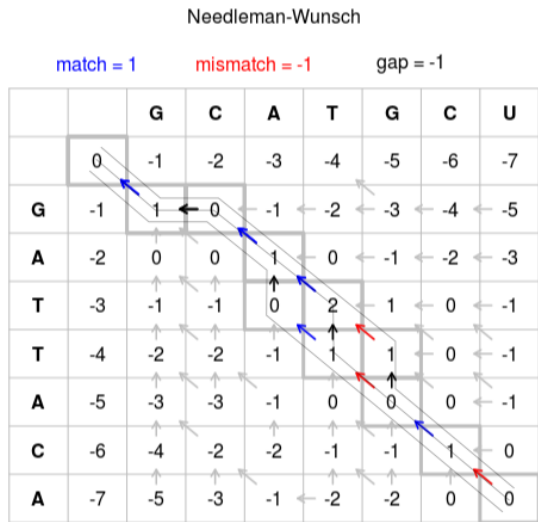 Needleman-Wunsch
match = 1 mismatch = -1 gap = -1
G C A T G C U
0 -1 -2 -3 -4 -5 -6 -7
G -1 1 0 -1 -2 -3 -4 -5
A -2 0 0 1 0 -1 -2 -3
T -3 -1 -1 0 2 1 0 -1
T -4 -2 -2 -1 1 1 0 -1
A -5 -3 -3 -1 0 0 0 -1
C -6 -4 -2 -2 -1 -1 1 0
A -7 -5 -3 -1 -2 -2 0 0